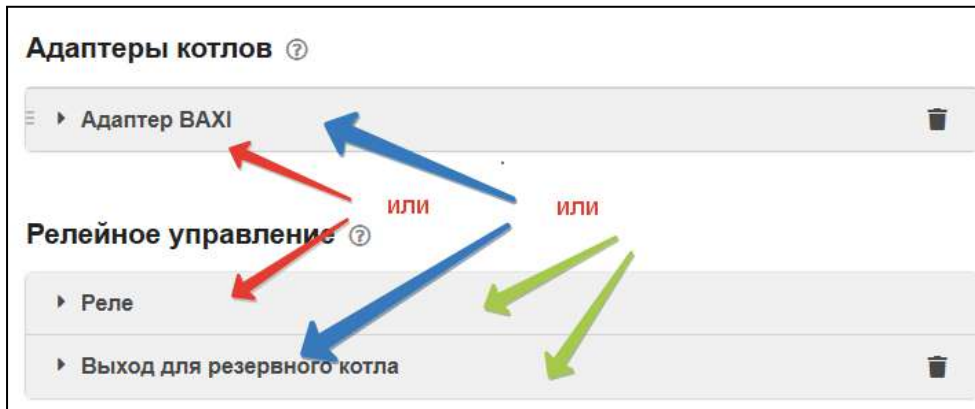 Адаптеры котлов ?
Адаптер BAXI
или
или
Релейное управление ?
Реле
Выход для резервного котла